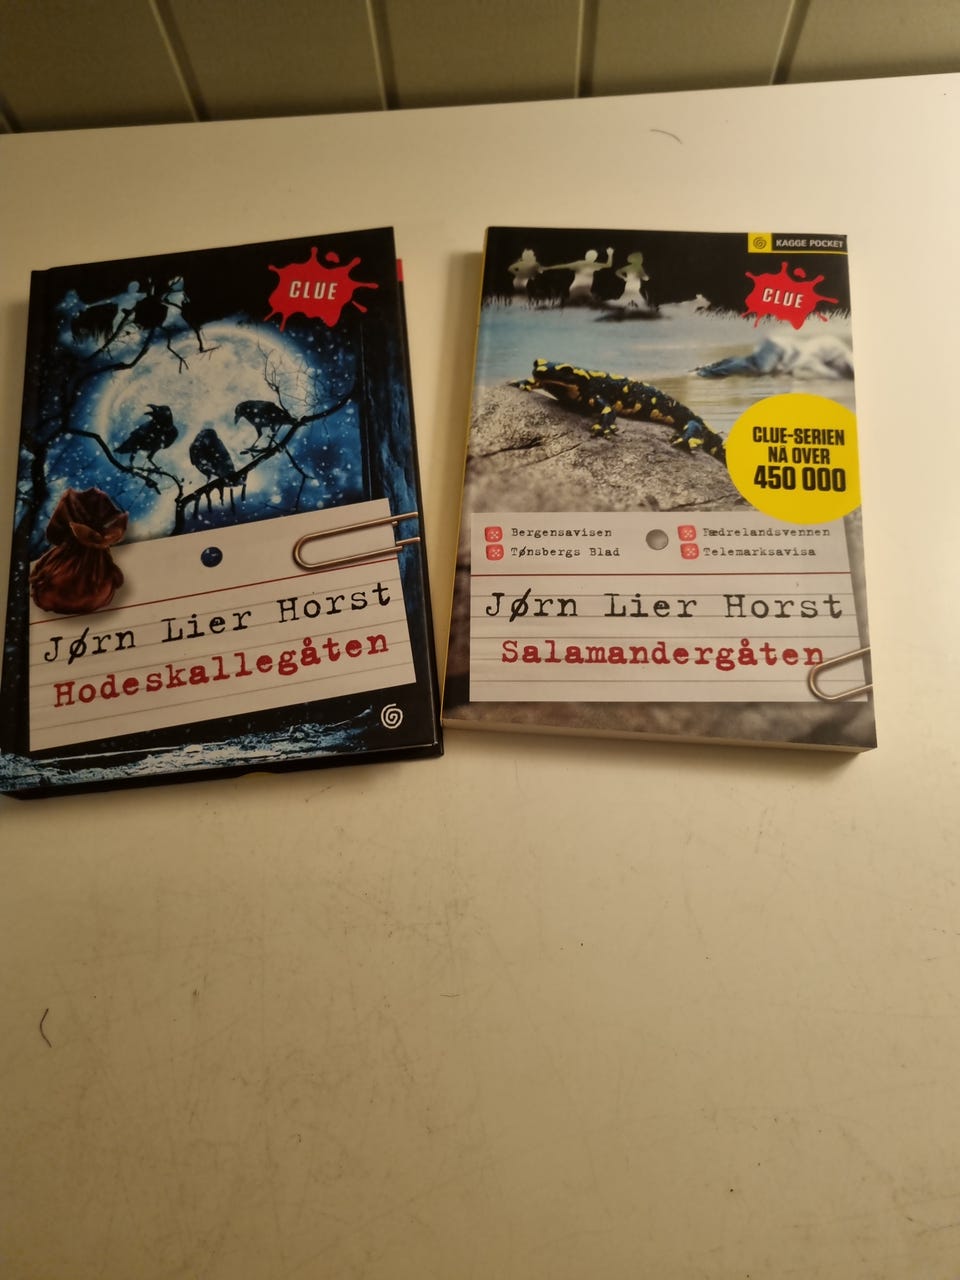 CLUE
Jørn Lier Horst
Hodeskallegåten
KAGGE POCKET
CLUE
CLUE-SERIEN
NÅ OVER
450 000
Bergensavisen
Tønsbergs Blad
Fædrelandsvennen
Telemarksavisa
Jørn Lier Horst
Salamandergåten